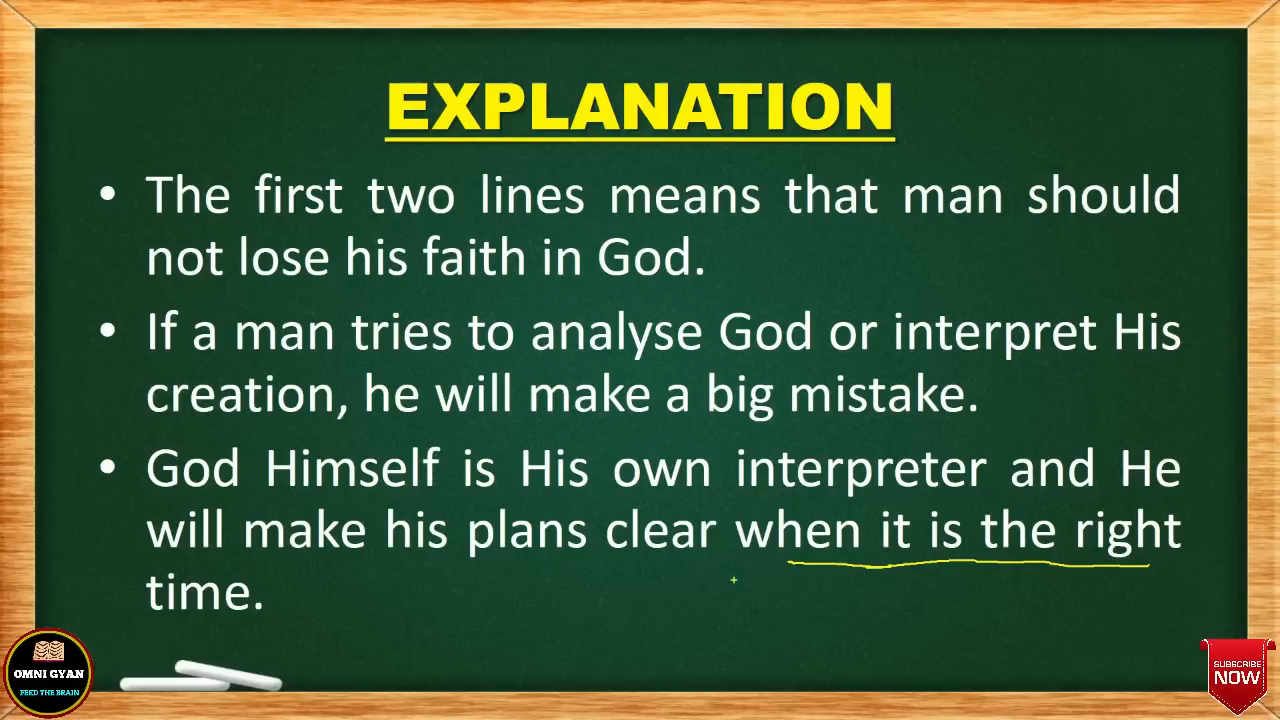 EXPLANATION
• The first two lines means that man should
not lose his faith in God.
• If a man tries to analyse God or interpret His
creation, he will make a big mistake.
• God Himself is His own interpreter and He
will make his plans clear when it is the right
time.
OMNI GYAN
FEED THE BRAIN
SUBSCRIBE
NOW